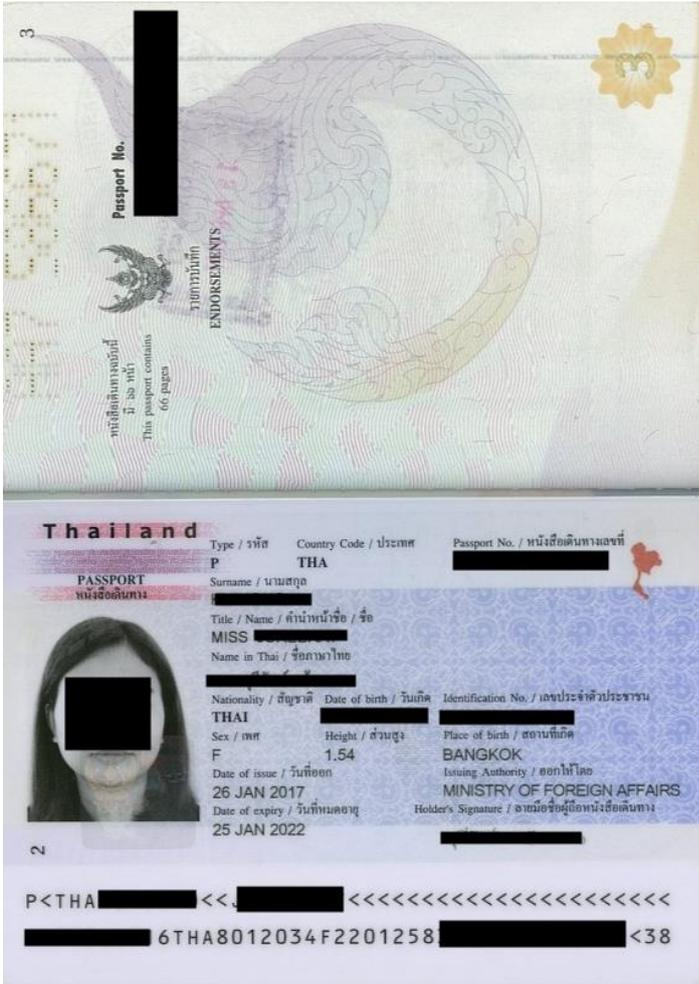 3
Passport No.
รายการบันทึก
ENDORSEMENTS
หนังสือเดินทางฉบับนี้
มี ๖๖ หน้า
This passport contains
66 pages
๓
Thailand
PASSPORT
หนังสือเดินทาง
Type / รหัส Country Code / ประเทศ Passport No. / หนังสือเดินทางเลขที่
P THA
Surname / นามสกุล
Title / Name / คำนำหน้าชื่อ / ชื่อ
MISS
Name in Thai / ชื่อภาษาไทย
Nationality / สัญชาติ Date of birth / วันเกิด Identification No. / เลขประจำตัวประชาชน
THAI
Sex / เพศ Height / ส่วนสูง Place of birth / สถานที่เกิด
F 1.54 BANGKOK
Date of issue / วันที่ออก Issuing Authority / ออกให้โดย
26 JAN 2017 MINISTRY OF FOREIGN AFFAIRS
Date of expiry / วันที่หมดอายุ Holder's Signature / ลายมือชื่อผู้ถือหนังสือเดินทาง
25 JAN 2022
2
P<THA <<<<<<<<<<<<<<<<<<<<<<<<
6THA8012034F2201258 <38